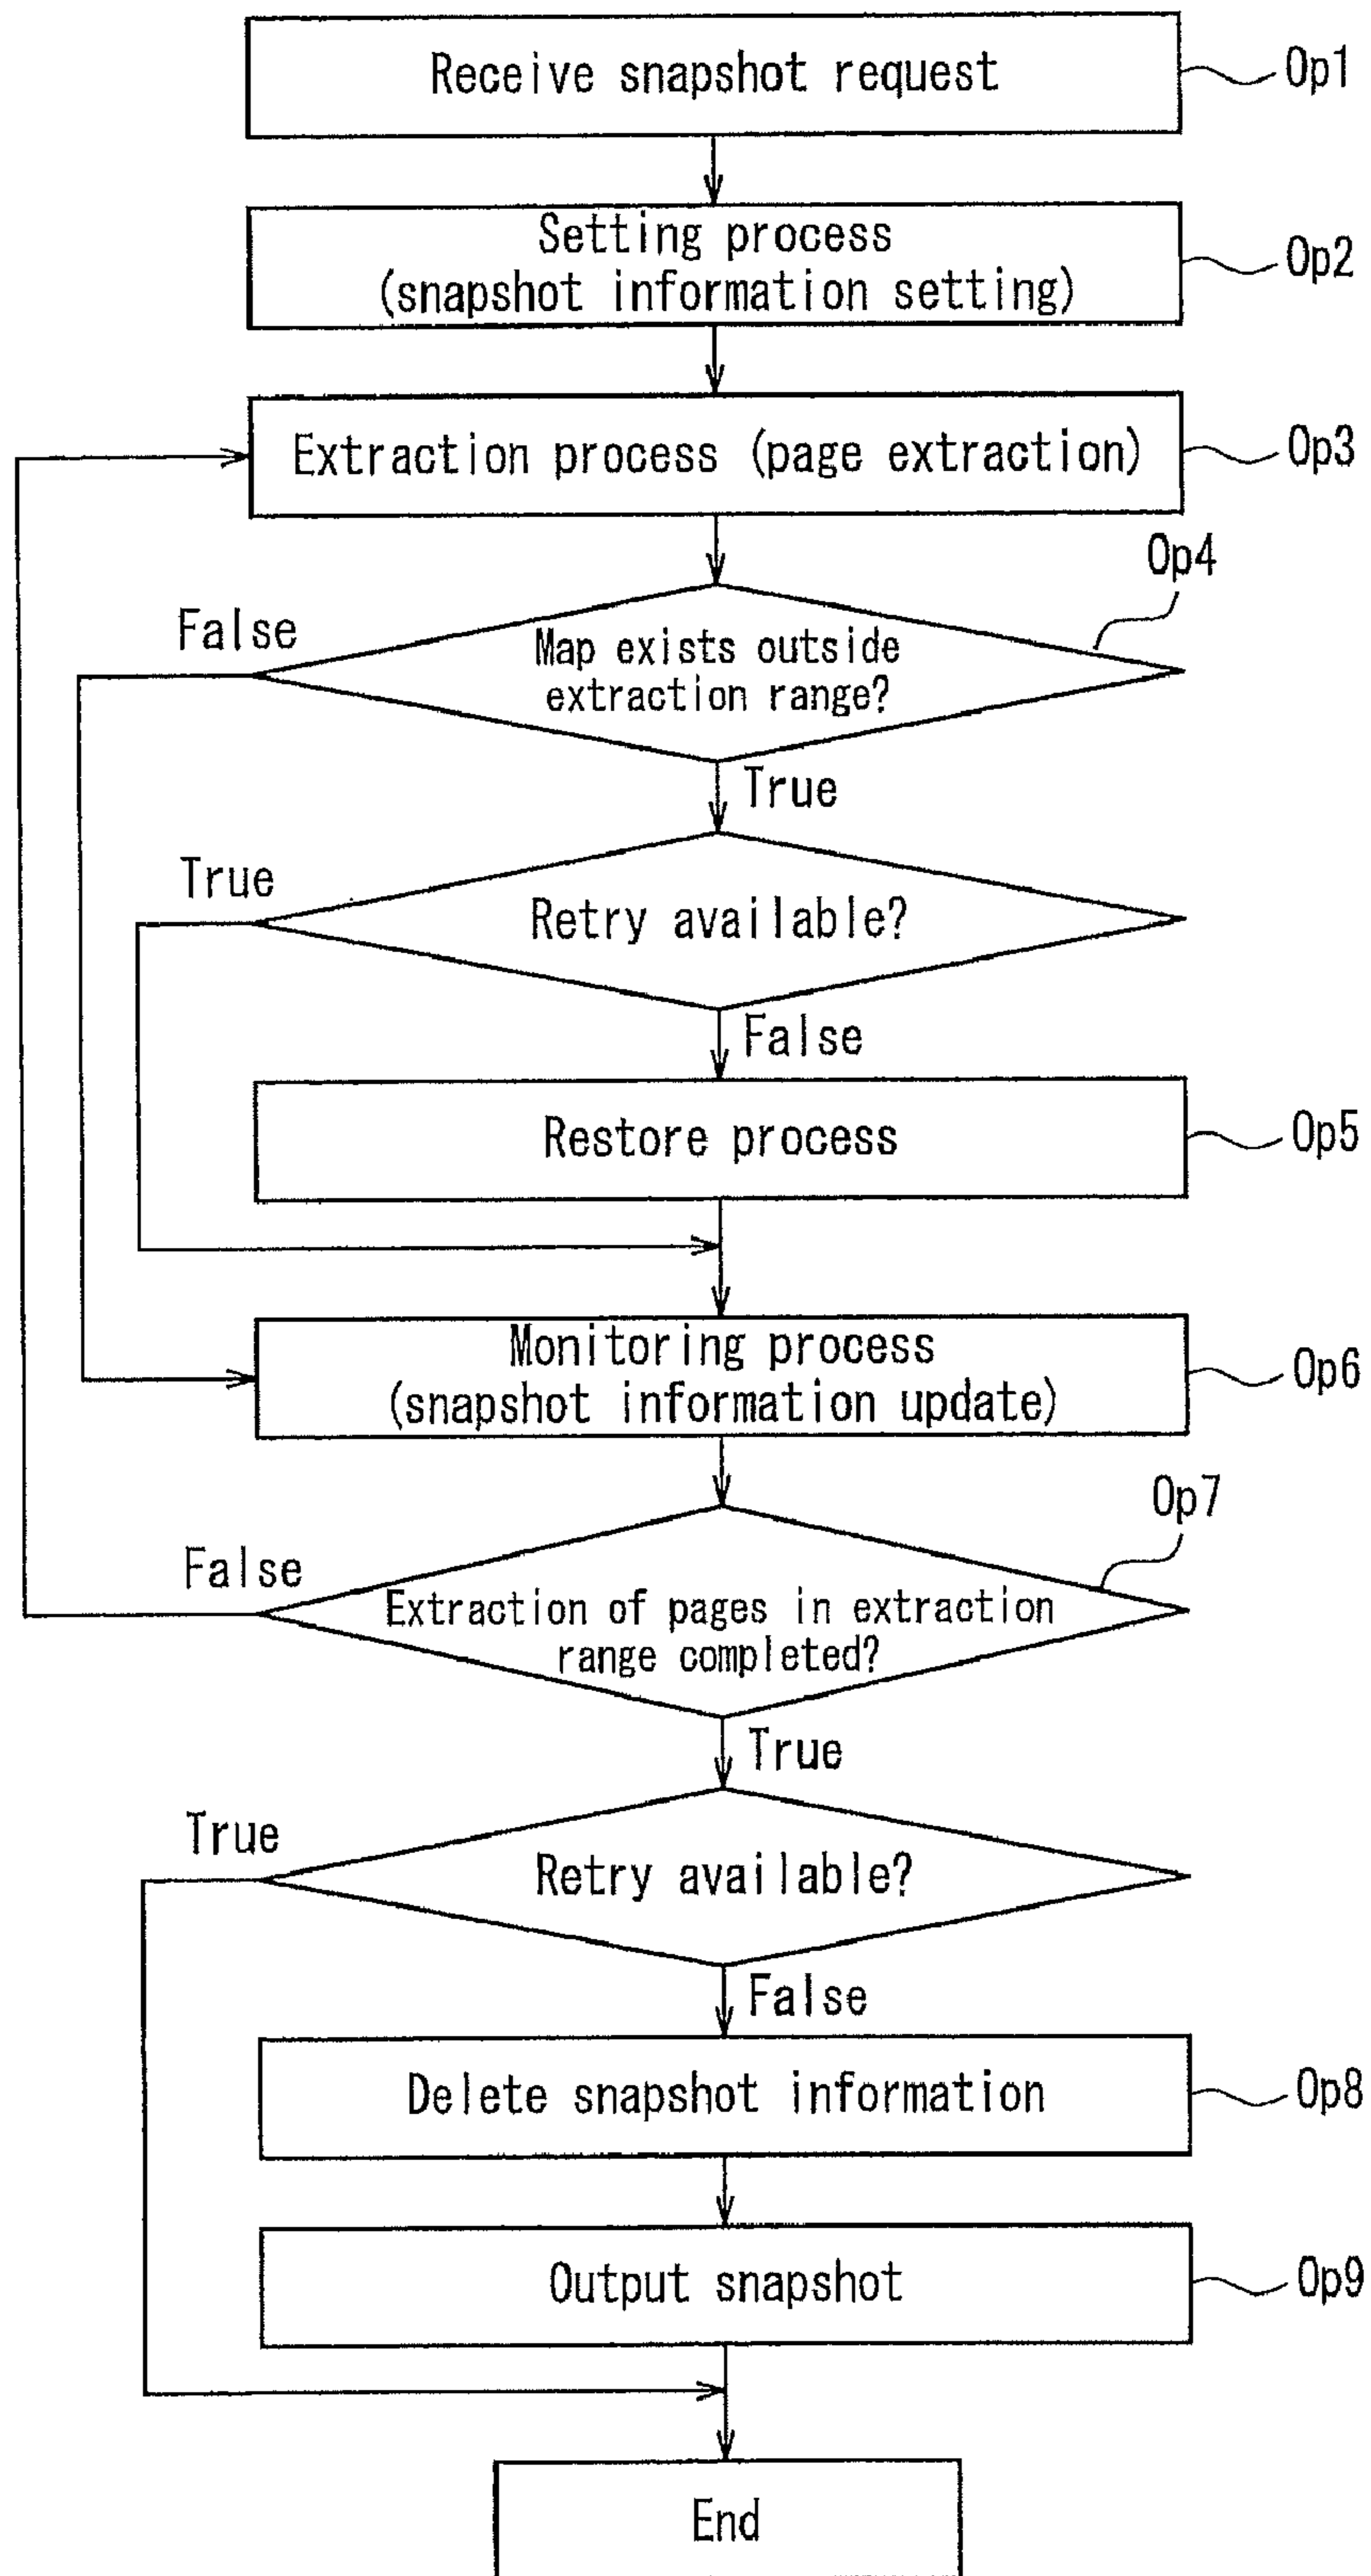 Receive snapshot request
Op1
Setting process
(snapshot information setting)
Op2
Extraction process (page extraction)
Op3
Op4
False
Map exists outside
extraction range?
True
True
Retry available?
False
Restore process
Op5
Monitoring process
(snapshot information update)
Op6
Op7
False
Extraction of pages in extraction
range completed?
True
True
Retry available?
False
Delete snapshot information
Op8
Output snapshot
Op9
End